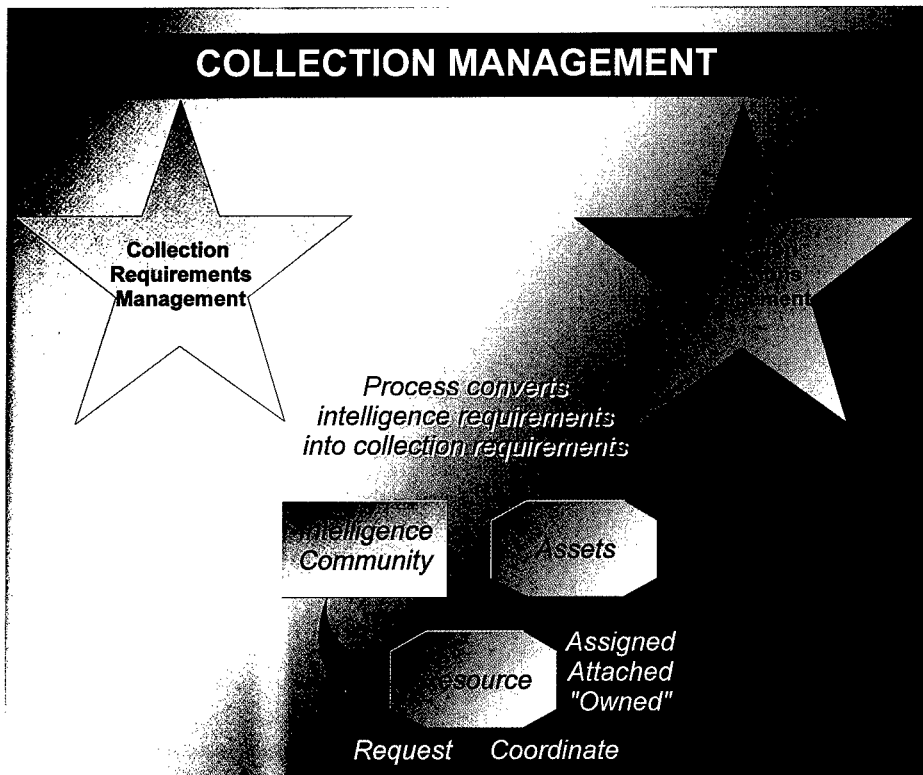 COLLECTION MANAGEMENT
Collection
Requirements
Management
Process converts
intelligence requirements
into collection requirements
Intelligence
Community
Assets
Resource
Assigned
Attached
"Owned"
Request Coordinate